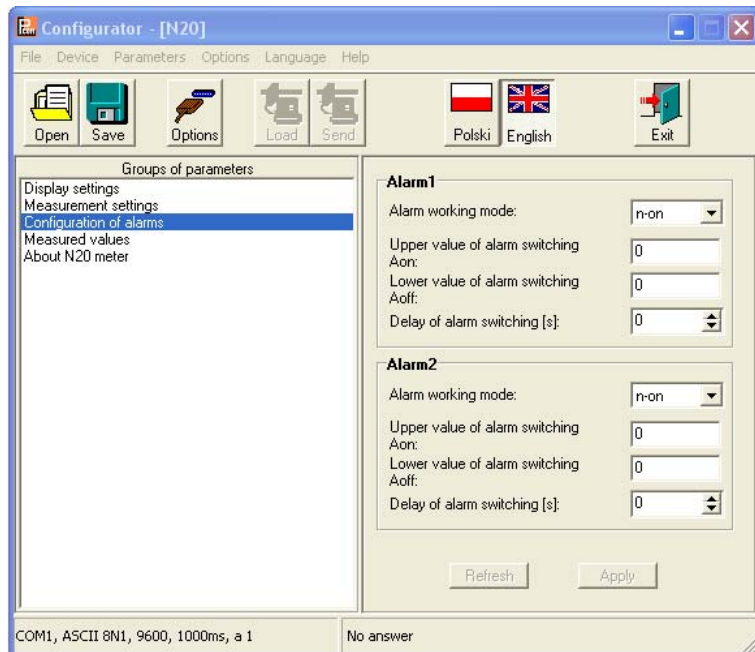 Configurator - [N20]
File Device Parameters Options Language Help
Open Save Options Load Send Polski English Exit
Groups of parameters
Display settings
Measurement settings
Configuration of alarms
Measured values
About N20 meter
Alarm1
Alarm working mode: n-on
Upper value of alarm switching
Aon: 0
Lower value of alarm switching
Aoff: 0
Delay of alarm switching [s]: 0
Alarm2
Alarm working mode: n-on
Upper value of alarm switching
Aon: 0
Lower value of alarm switching
Aoff: 0
Delay of alarm switching [s]: 0
Refresh Apply
COM1, ASCII 8N1, 9600, 1000ms, a 1 No answer